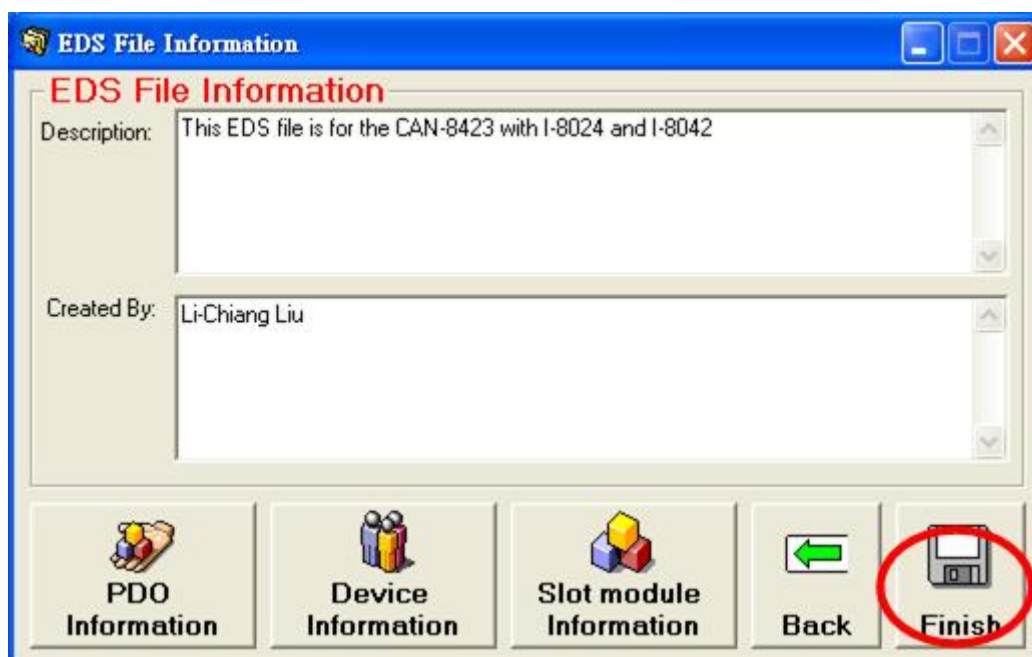 EDS File Information
EDS File Information
Description:
This EDS file is for the CAN-8423 with I-8024 and I-8042
Created By:
Li-Chiang Liu
PDO
Information
Device
Information
Slot module
Information
Back
Finish